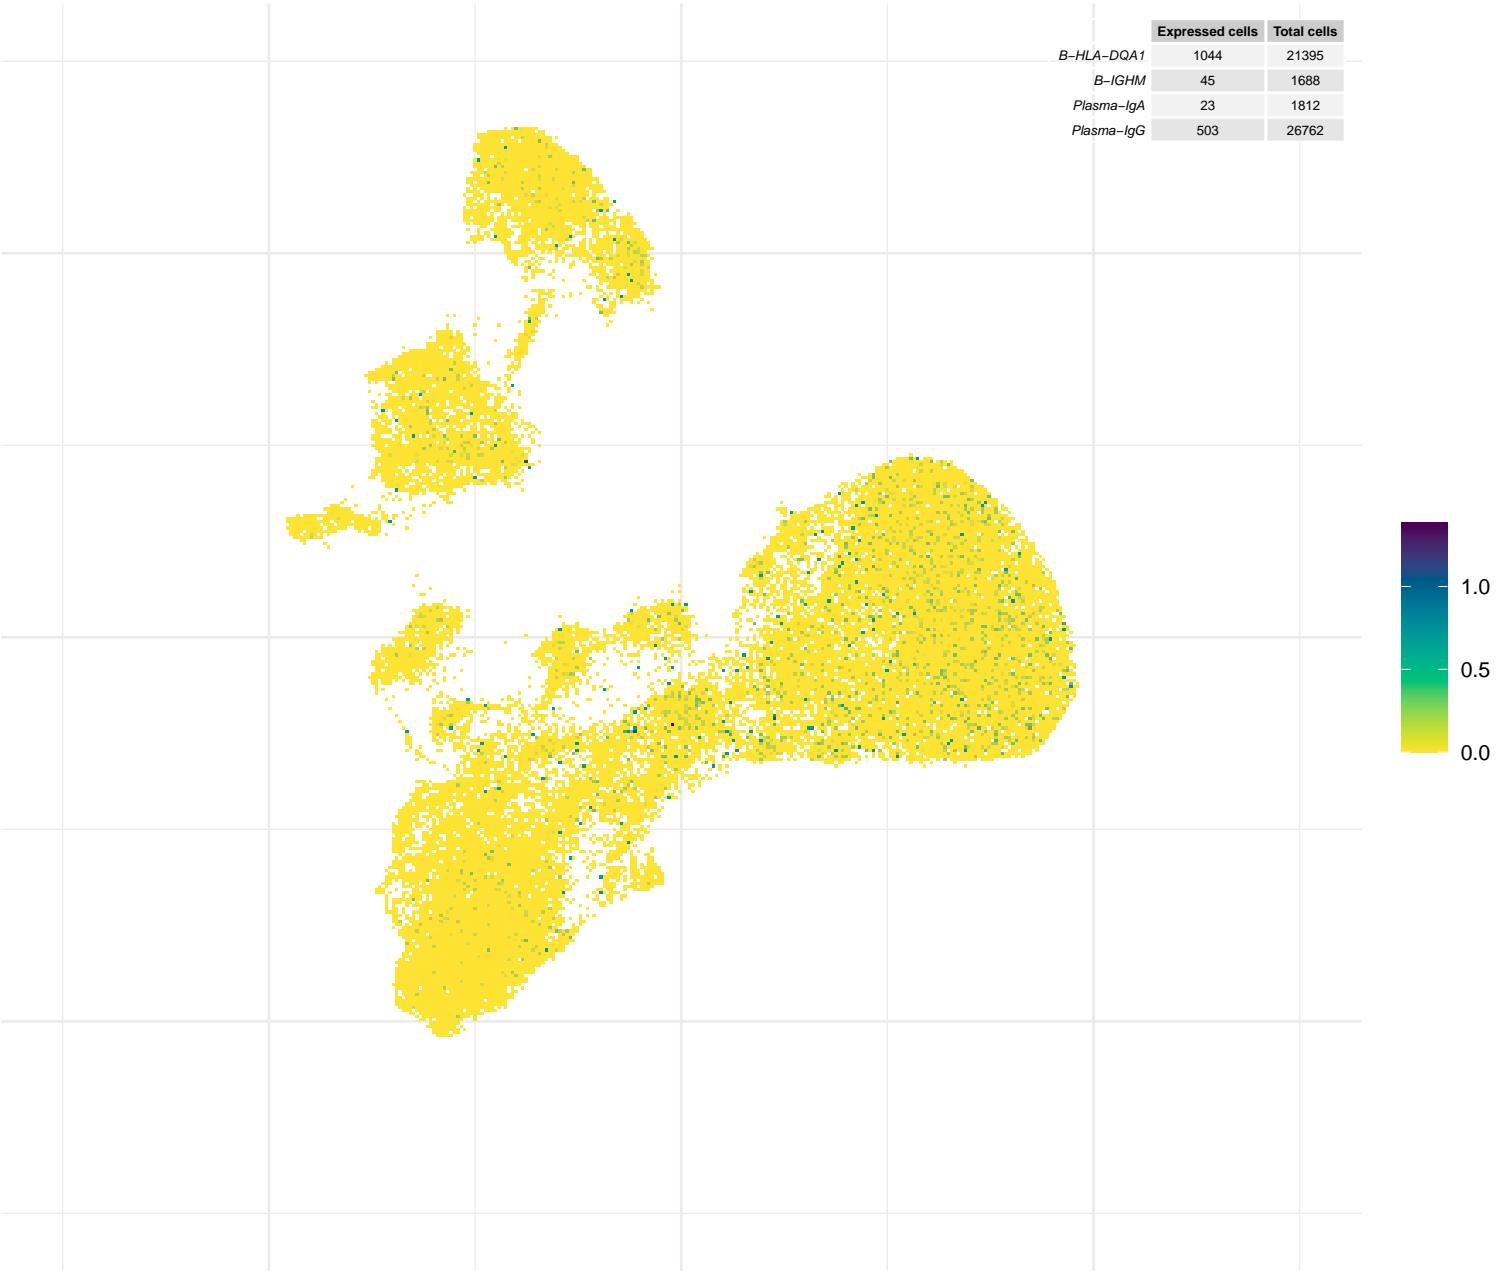 Expressed cells Total cells
B−HLA−DQA1 1044 21395
B−IGHM 45 1688
Plasma−IgA 23 1812
Plasma−IgG 503 26762
1.0
0.5
0.0